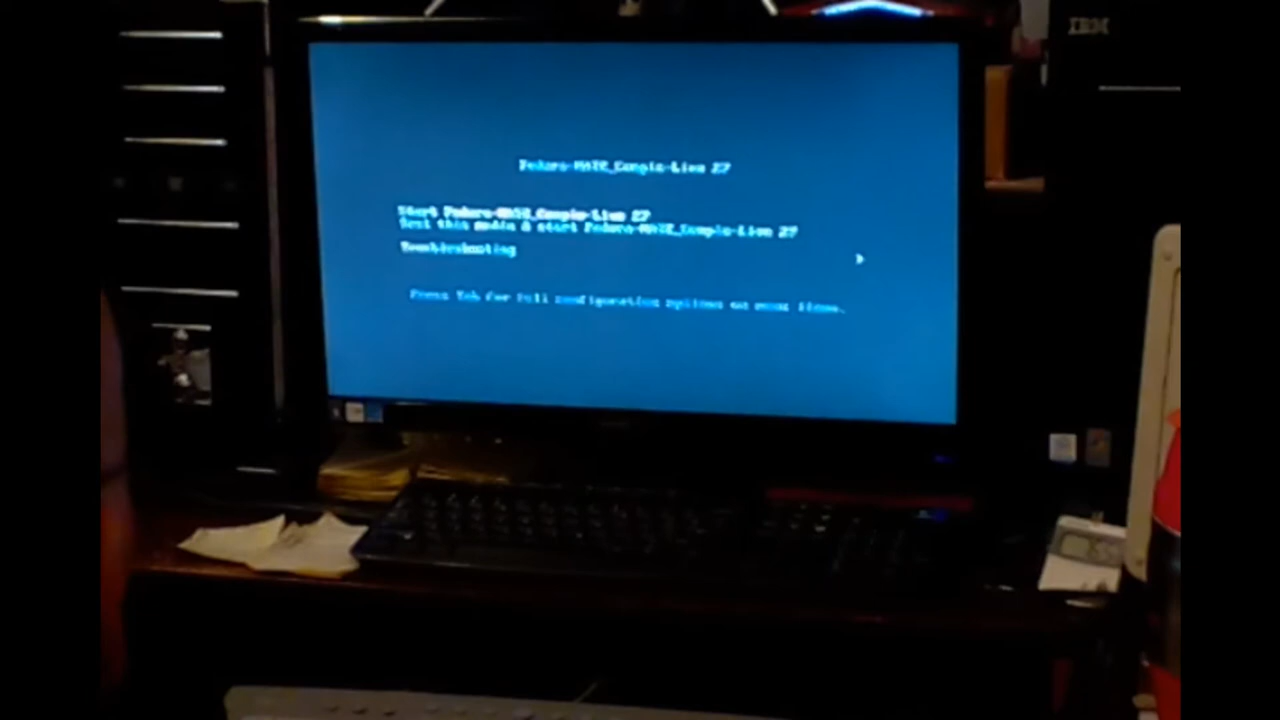 IBM
Fedora-MATE_Compiz-Live 27
Start Fedora-MATE_Compiz-Live 27
Test this media & start Fedora-MATE_Compiz-Live 27
Troubleshooting
Press Tab for full configuration options on menu items.